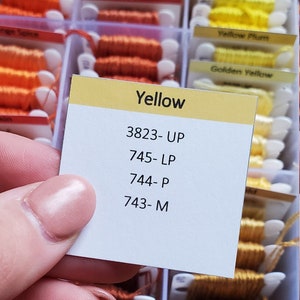 Yellow Plum
Golden Yellow
Yellow
3823- UP
745- LP
744- P
743- M